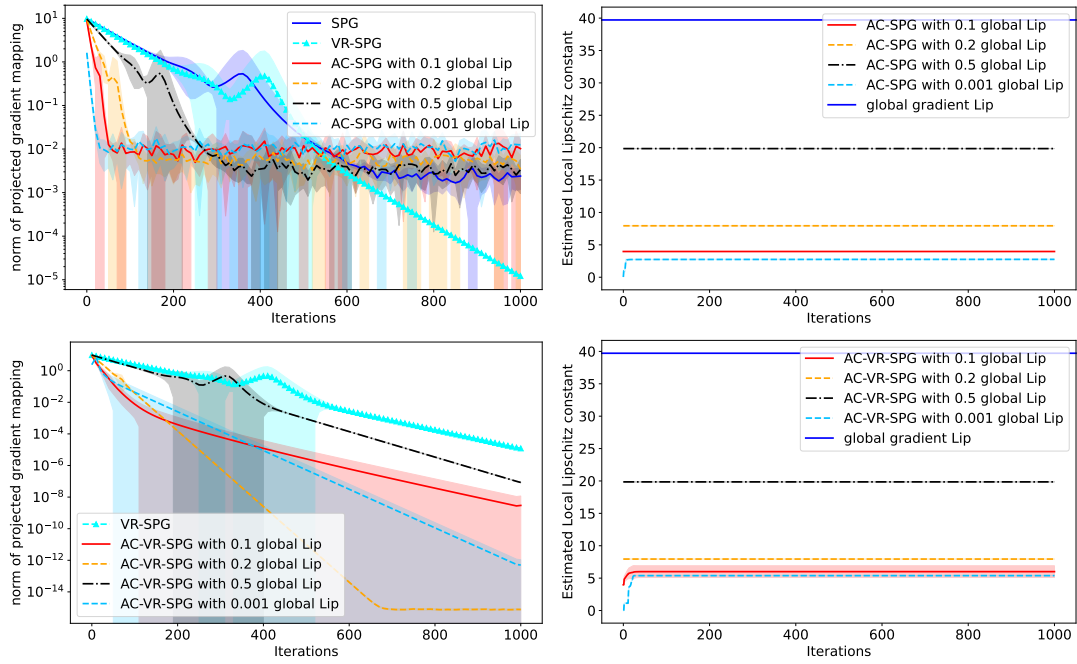 norm of projected gradient mapping
10^1
10^0
10^{-1}
10^{-2}
10^{-3}
10^{-4}
10^{-5}
SPG
VR-SPG
AC-SPG with 0.1 global Lip
AC-SPG with 0.2 global Lip
AC-SPG with 0.5 global Lip
AC-SPG with 0.001 global Lip
0 200 400 600 800 1000
Iterations
Estimated Local Lipschitz constant
40
35
30
25
20
15
10
5
0
AC-SPG with 0.1 global Lip
AC-SPG with 0.2 global Lip
AC-SPG with 0.5 global Lip
AC-SPG with 0.001 global Lip
global gradient Lip
0 200 400 600 800 1000
Iterations
norm of projected gradient mapping
10^0
10^{-2}
10^{-4}
10^{-6}
10^{-8}
10^{-10}
10^{-12}
10^{-14}
VR-SPG
AC-VR-SPG with 0.1 global Lip
AC-VR-SPG with 0.2 global Lip
AC-VR-SPG with 0.5 global Lip
AC-VR-SPG with 0.001 global Lip
0 200 400 600 800 1000
Iterations
Estimated Local Lipschitz constant
40
35
30
25
20
15
10
5
0
AC-VR-SPG with 0.1 global Lip
AC-VR-SPG with 0.2 global Lip
AC-VR-SPG with 0.5 global Lip
AC-VR-SPG with 0.001 global Lip
global gradient Lip
0 200 400 600 800 1000
Iterations